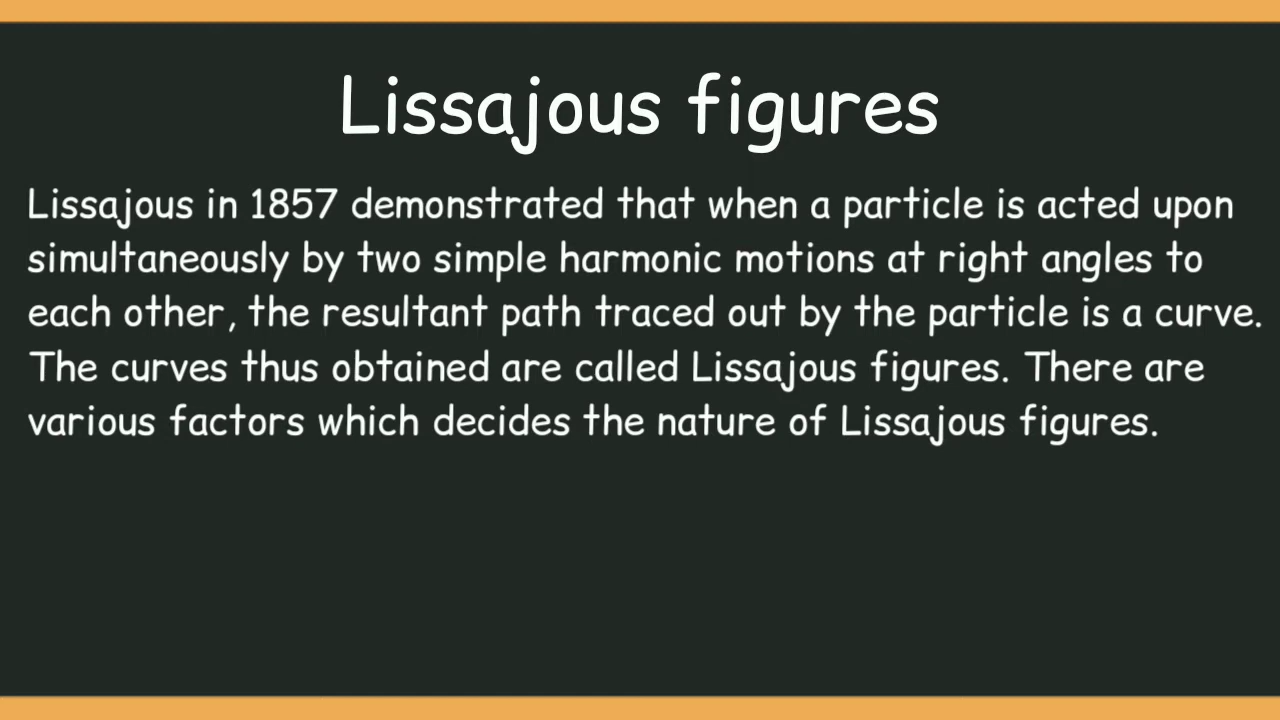 Lissajous figures
Lissajous in 1857 demonstrated that when a particle is acted upon
simultaneously by two simple harmonic motions at right angles to
each other, the resultant path traced out by the particle is a curve.
The curves thus obtained are called Lissajous figures. There are
various factors which decides the nature of Lissajous figures.